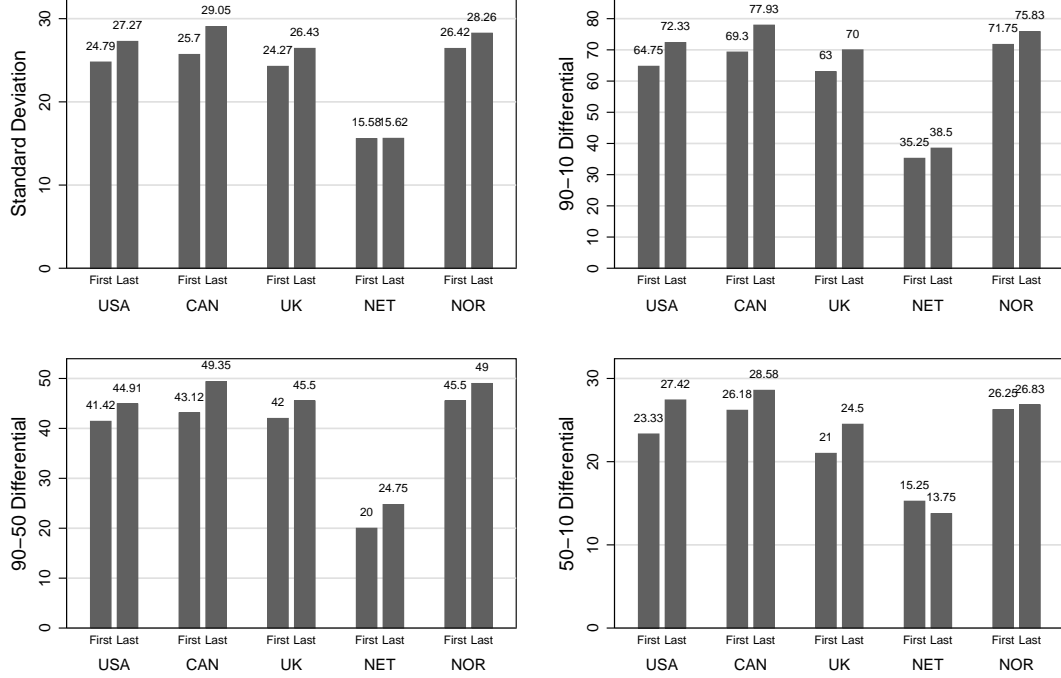 Standard Deviation
0 10 20 30
24.79 27.27 25.7 29.05 24.27 26.43 15.58 15.62 26.42 28.26
First Last First Last First Last First Last First Last
USA CAN UK NET NOR
90−10 Differential
0 10 20 30 40 50 60 70 80
64.75 72.33 69.3 77.93 63 70 35.25 38.5 71.75 75.83
First Last First Last First Last First Last First Last
USA CAN UK NET NOR
90−50 Differential
0 10 20 30 40 50
41.42 44.91 43.12 49.35 42 45.5 20 24.75 45.5 49
First Last First Last First Last First Last First Last
USA CAN UK NET NOR
50−10 Differential
0 10 20 30
23.33 27.42 26.18 28.58 21 24.5 15.25 13.75 26.25 26.83
First Last First Last First Last First Last First Last
USA CAN UK NET NOR